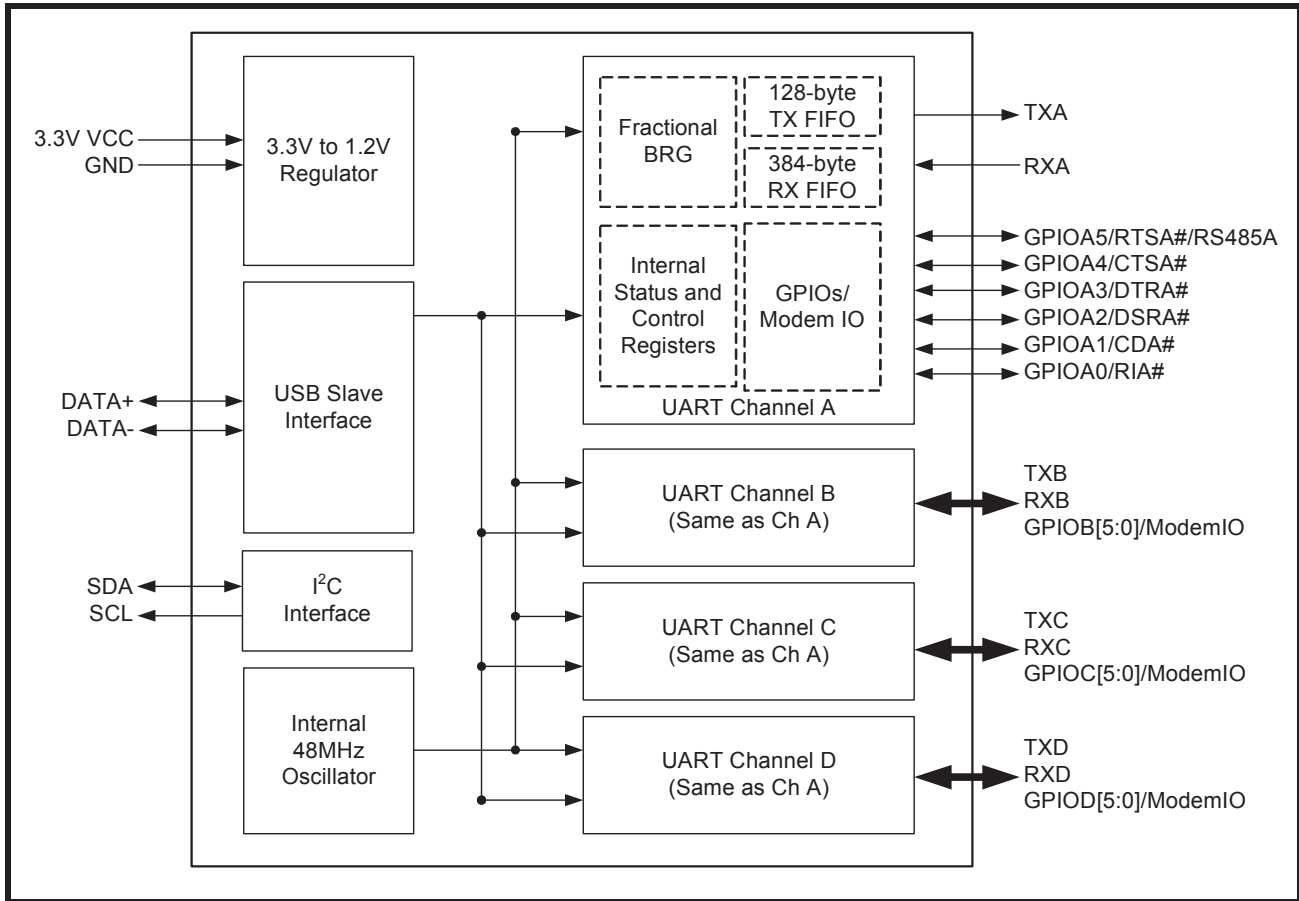 3.3V VCC
GND
3.3V to 1.2V
Regulator
DATA+
DATA-
USB Slave
Interface
SDA
SCL
I²C
Interface
Internal
48MHz
Oscillator
Fractional
BRG
128-byte
TX FIFO
384-byte
RX FIFO
Internal
Status and
Control
Registers
GPIOs/
Modem IO
UART Channel A
TXA
RXA
GPIOA5/RTSA#/RS485A
GPIOA4/CTSA#
GPIOA3/DTRA#
GPIOA2/DSRA#
GPIOA1/CDA#
GPIOA0/RIA#
UART Channel B
(Same as Ch A)
TXB
RXB
GPIOB[5:0]/ModemIO
UART Channel C
(Same as Ch A)
TXC
RXC
GPIOC[5:0]/ModemIO
UART Channel D
(Same as Ch A)
TXD
RXD
GPIOD[5:0]/ModemIO